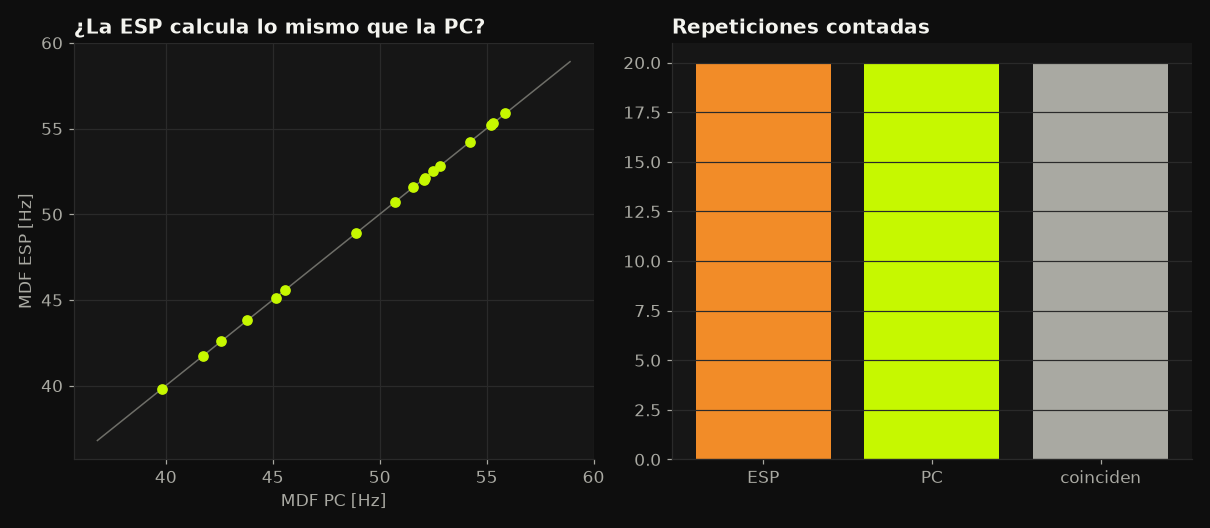 ¿La ESP calcula lo mismo que la PC?
60
55
50
45
40
MDF ESP [Hz]
40 45 50 55 60
MDF PC [Hz]
Repeticiones contadas
20.0
17.5
15.0
12.5
10.0
7.5
5.0
2.5
0.0
ESP PC coinciden